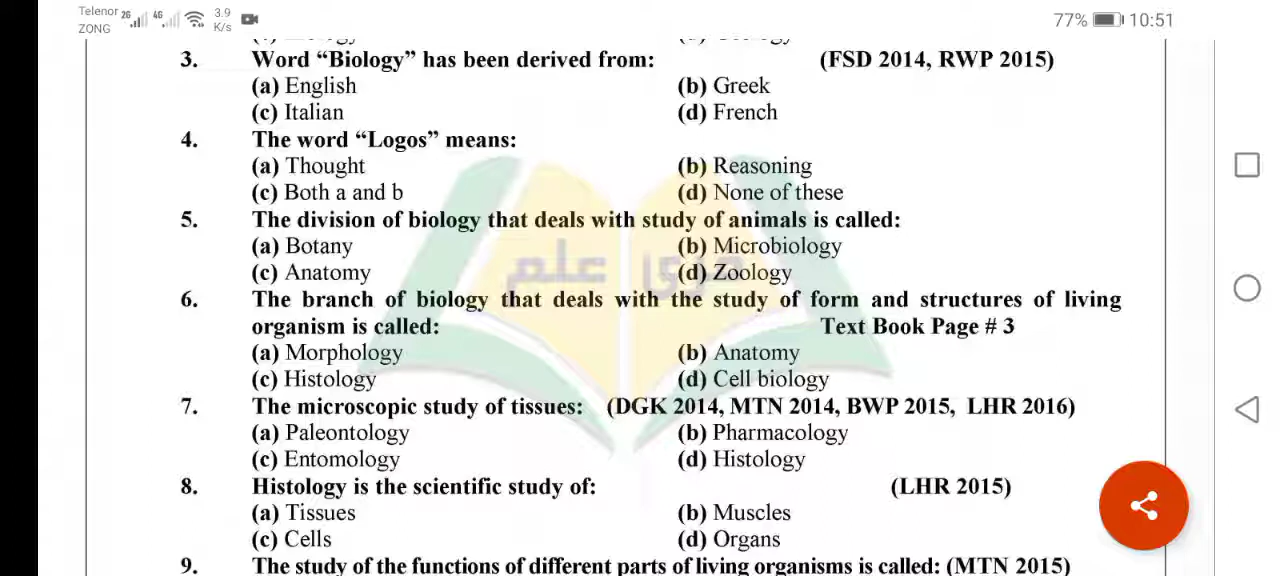 Telenor 2G 4G 3.9
ZONG K/s
77% 10:51
3. Word “Biology” has been derived from: (FSD 2014, RWP 2015)
(a) English (b) Greek
(c) Italian (d) French
4. The word “Logos” means:
(a) Thought (b) Reasoning
(c) Both a and b (d) None of these
5. The division of biology that deals with study of animals is called:
(a) Botany (b) Microbiology
(c) Anatomy (d) Zoology
6. The branch of biology that deals with the study of form and structures of living
organism is called: Text Book Page # 3
(a) Morphology (b) Anatomy
(c) Histology (d) Cell biology
7. The microscopic study of tissues: (DGK 2014, MTN 2014, BWP 2015, LHR 2016)
(a) Paleontology (b) Pharmacology
(c) Entomology (d) Histology
8. Histology is the scientific study of: (LHR 2015)
(a) Tissues (b) Muscles
(c) Cells (d) Organs
9. The study of the functions of different parts of living organisms is called: (MTN 2015)